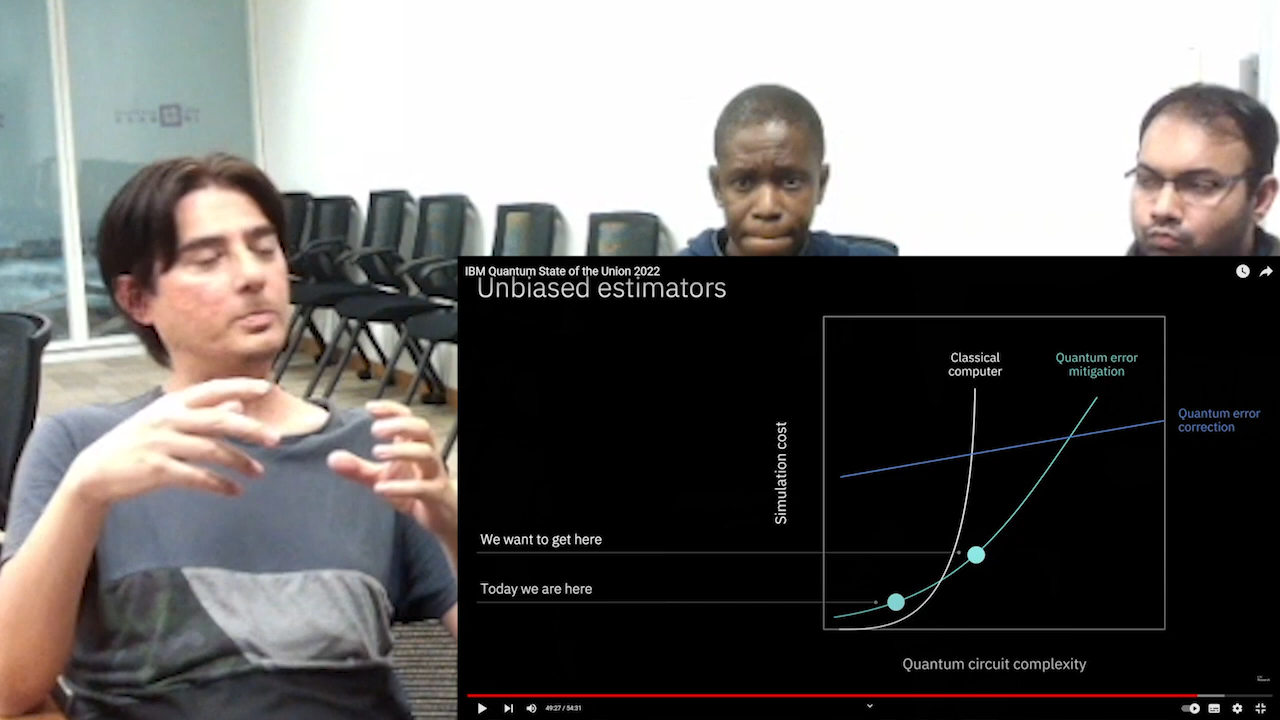 IBM Quantum State of the Union 2022
Unbiased estimators
Classical
computer
Quantum error
mitigation
Quantum error
correction
Simulation cost
We want to get here
Today we are here
Quantum circuit complexity
49:27 / 54:31